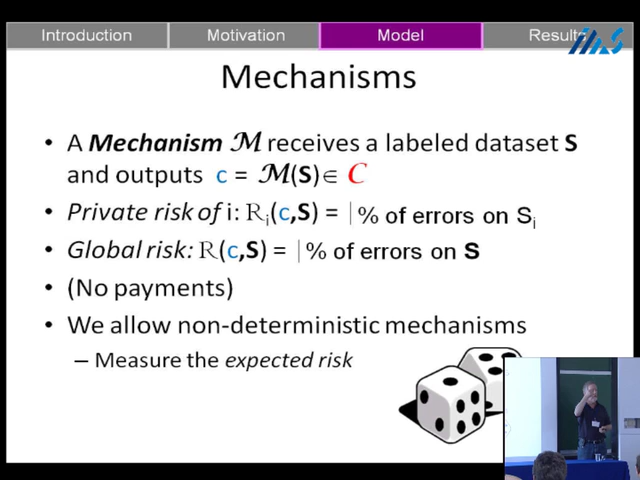 Introduction Motivation Model Results
IIAS
Mechanisms
• A Mechanism ℳ receives a labeled dataset S
and outputs c = ℳ(S)∈ C
• Private risk of i: Rᵢ(c,S) = | % of errors on Sᵢ
• Global risk: R(c,S) = | % of errors on S
• (No payments)
• We allow non-deterministic mechanisms
– Measure the expected risk